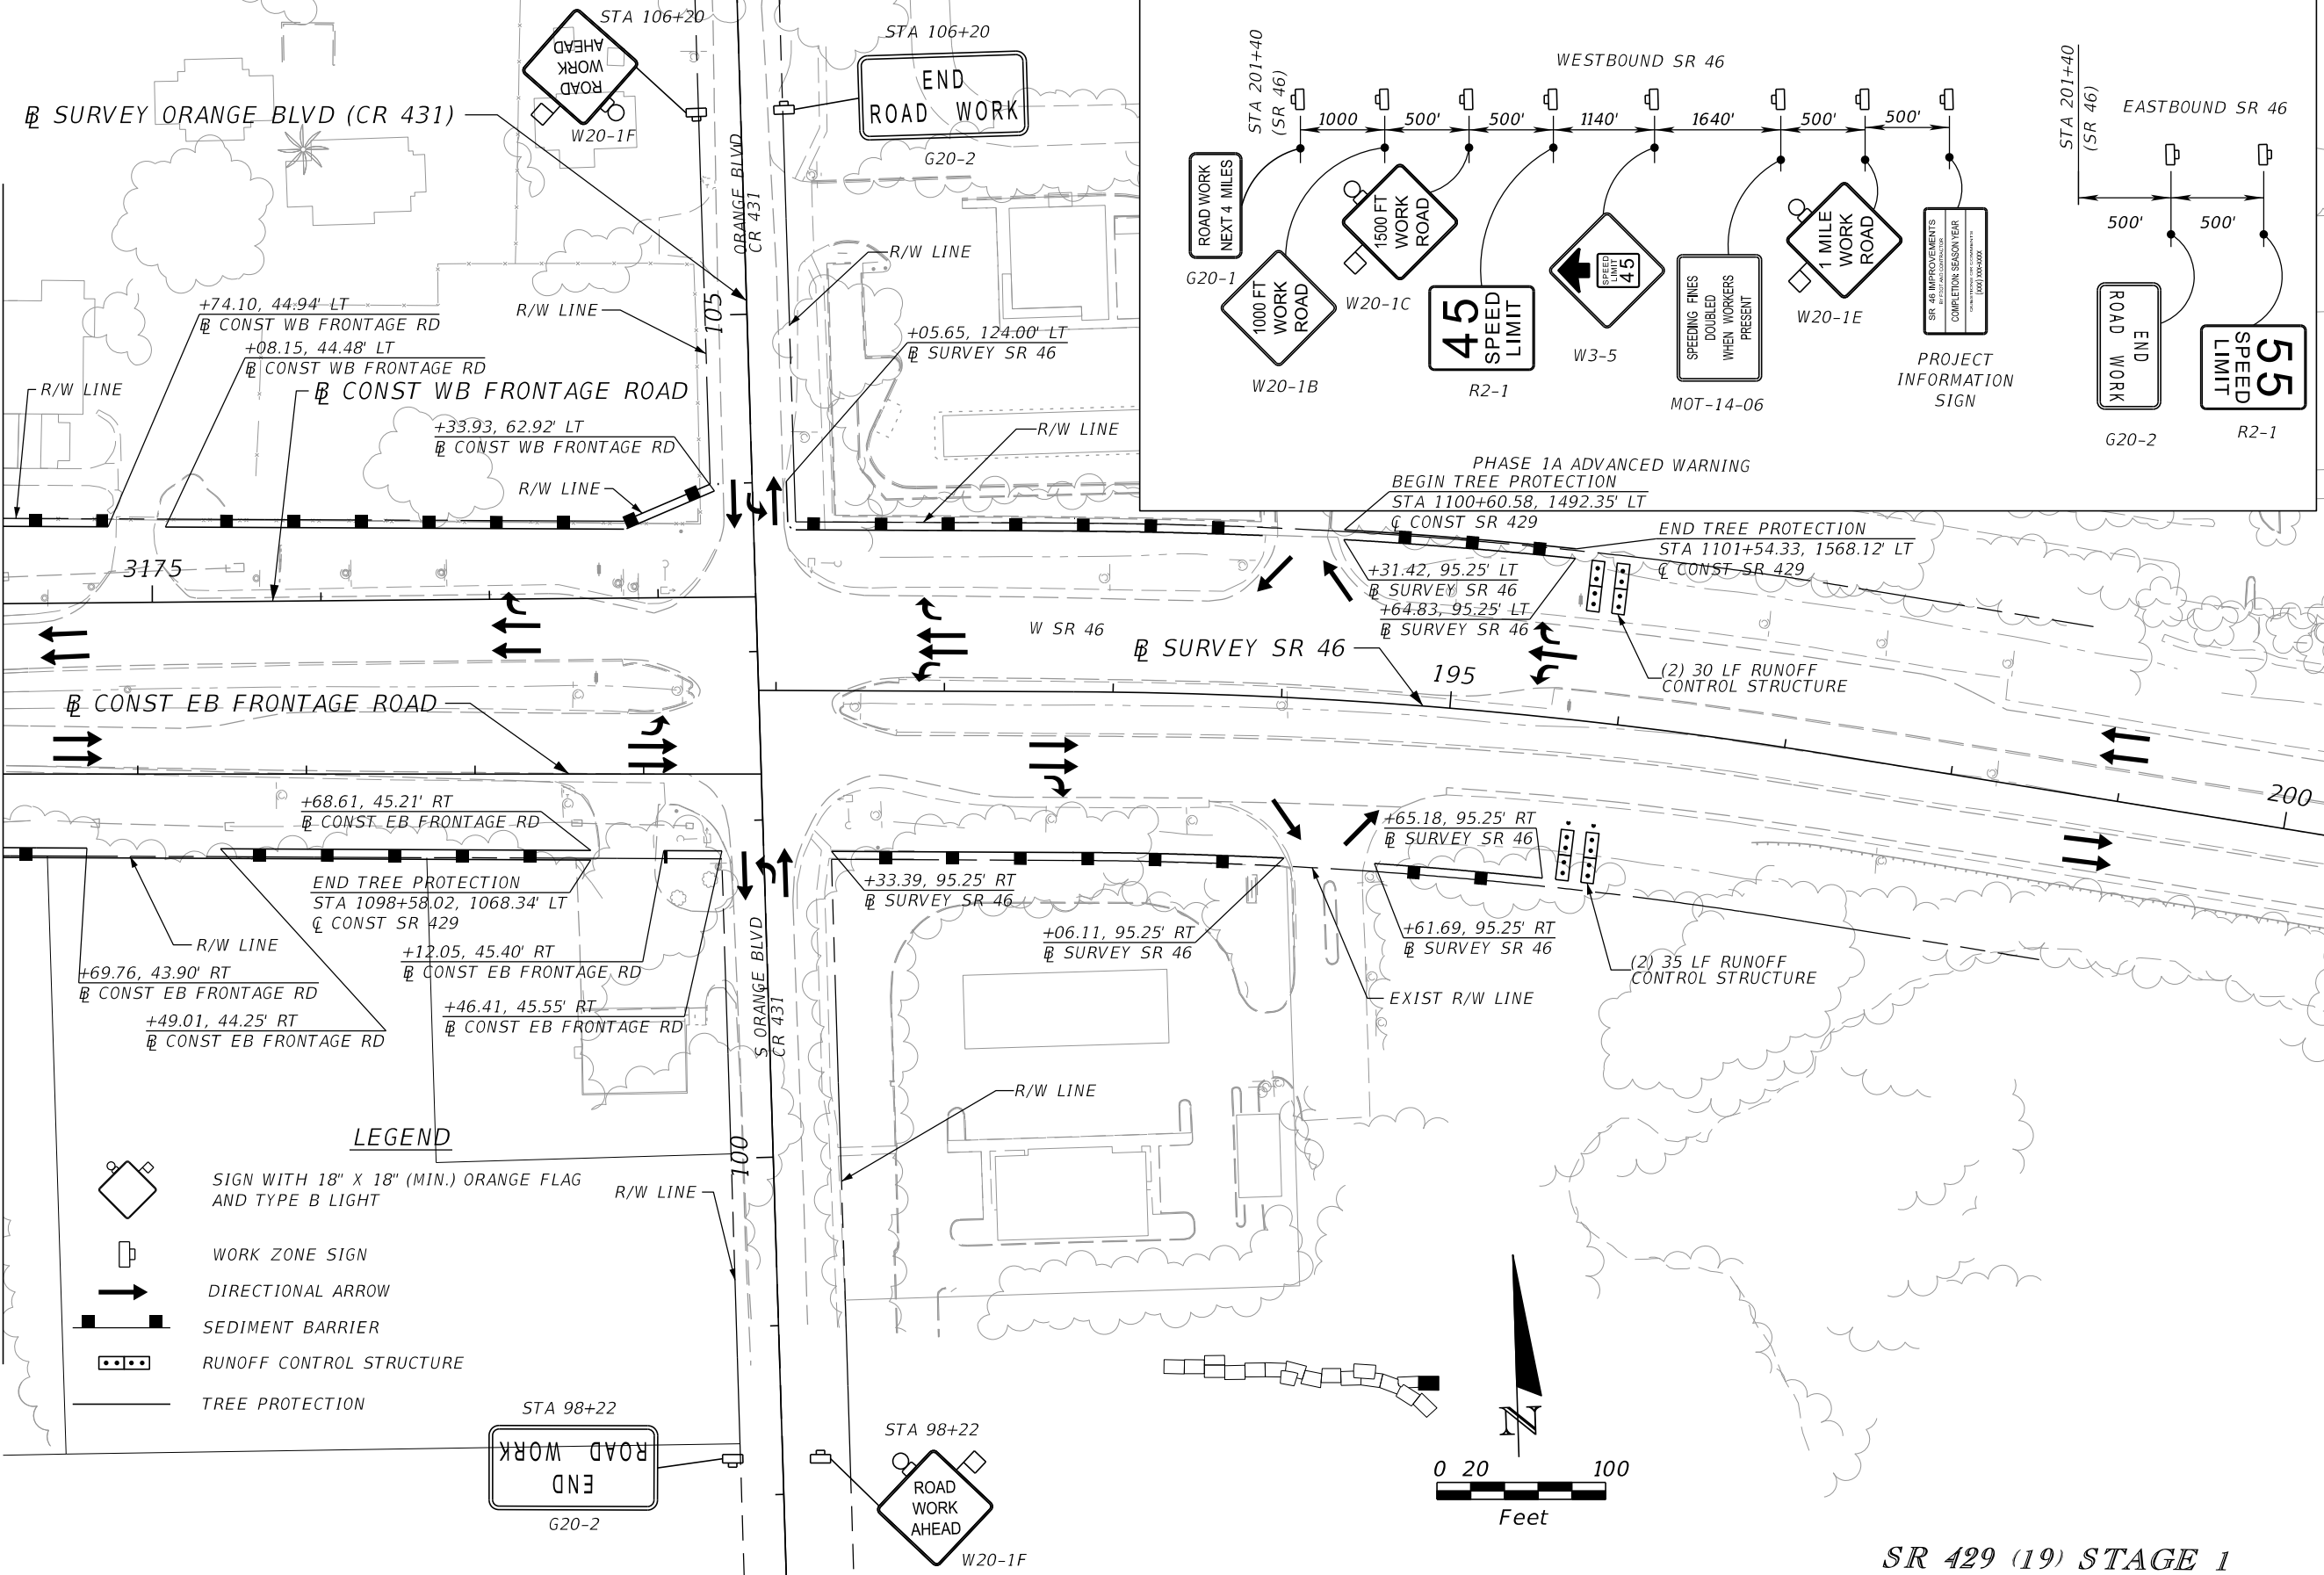 STA 106+20
ROAD
WORK
AHEAD
W20-1F
STA 106+20
END
ROAD WORK
G20-2
℄ SURVEY ORANGE BLVD (CR 431)
ORANGE BLVD
CR 431
105
R/W LINE
R/W LINE
+74.10, 44.94' LT
℄ CONST WB FRONTAGE RD
+08.15, 44.48' LT
℄ CONST WB FRONTAGE RD
R/W LINE
℄ CONST WB FRONTAGE ROAD
+33.93, 62.92' LT
℄ CONST WB FRONTAGE RD
R/W LINE
+05.65, 124.00' LT
℄ SURVEY SR 46
R/W LINE
WESTBOUND SR 46
STA 201+40
(SR 46)
1000
500'
500'
1140'
1640'
500'
500'
ROAD WORK
NEXT 4 MILES
G20-1
ROAD
WORK
1000 FT
W20-1B
ROAD
WORK
1500 FT
W20-1C
SPEED
LIMIT
45
R2-1
SPEED
LIMIT
45
W3-5
SPEEDING FINES
DOUBLED
WHEN WORKERS
PRESENT
MOT-14-06
ROAD
WORK
1 MILE
W20-1E
SR 46 IMPROVEMENTS
COMPLETION: SEASON YEAR
(XXX) XXX-XXXX
PROJECT
INFORMATION
SIGN
EASTBOUND SR 46
STA 201+40
(SR 46)
500'
500'
END
ROAD WORK
G20-2
SPEED
LIMIT
55
R2-1
PHASE 1A ADVANCED WARNING
BEGIN TREE PROTECTION
STA 1100+60.58, 1492.35' LT
℄ CONST SR 429
END TREE PROTECTION
STA 1101+54.33, 1568.12' LT
℄ CONST SR 429
+31.42, 95.25' LT
℄ SURVEY SR 46
+64.83, 95.25' LT
℄ SURVEY SR 46
3175
W SR 46
℄ SURVEY SR 46
195
(2) 30 LF RUNOFF
CONTROL STRUCTURE
℄ CONST EB FRONTAGE ROAD
200
+68.61, 45.21' RT
℄ CONST EB FRONTAGE RD
+65.18, 95.25' RT
℄ SURVEY SR 46
END TREE PROTECTION
STA 1098+58.02, 1068.34' LT
℄ CONST SR 429
+33.39, 95.25' RT
℄ SURVEY SR 46
R/W LINE
+12.05, 45.40' RT
℄ CONST EB FRONTAGE RD
+06.11, 95.25' RT
℄ SURVEY SR 46
+61.69, 95.25' RT
℄ SURVEY SR 46
+69.76, 43.90' RT
℄ CONST EB FRONTAGE RD
(2) 35 LF RUNOFF
CONTROL STRUCTURE
+46.41, 45.55' RT
℄ CONST EB FRONTAGE RD
EXIST R/W LINE
+49.01, 44.25' RT
℄ CONST EB FRONTAGE RD
S ORANGE BLVD
CR 431
R/W LINE
100
R/W LINE
LEGEND
SIGN WITH 18" X 18" (MIN.) ORANGE FLAG
AND TYPE B LIGHT
WORK ZONE SIGN
DIRECTIONAL ARROW
SEDIMENT BARRIER
RUNOFF CONTROL STRUCTURE
TREE PROTECTION
STA 98+22
END
ROAD WORK
G20-2
STA 98+22
ROAD
WORK
AHEAD
W20-1F
N
0 20 100
Feet
SR 429 (19) STAGE 1